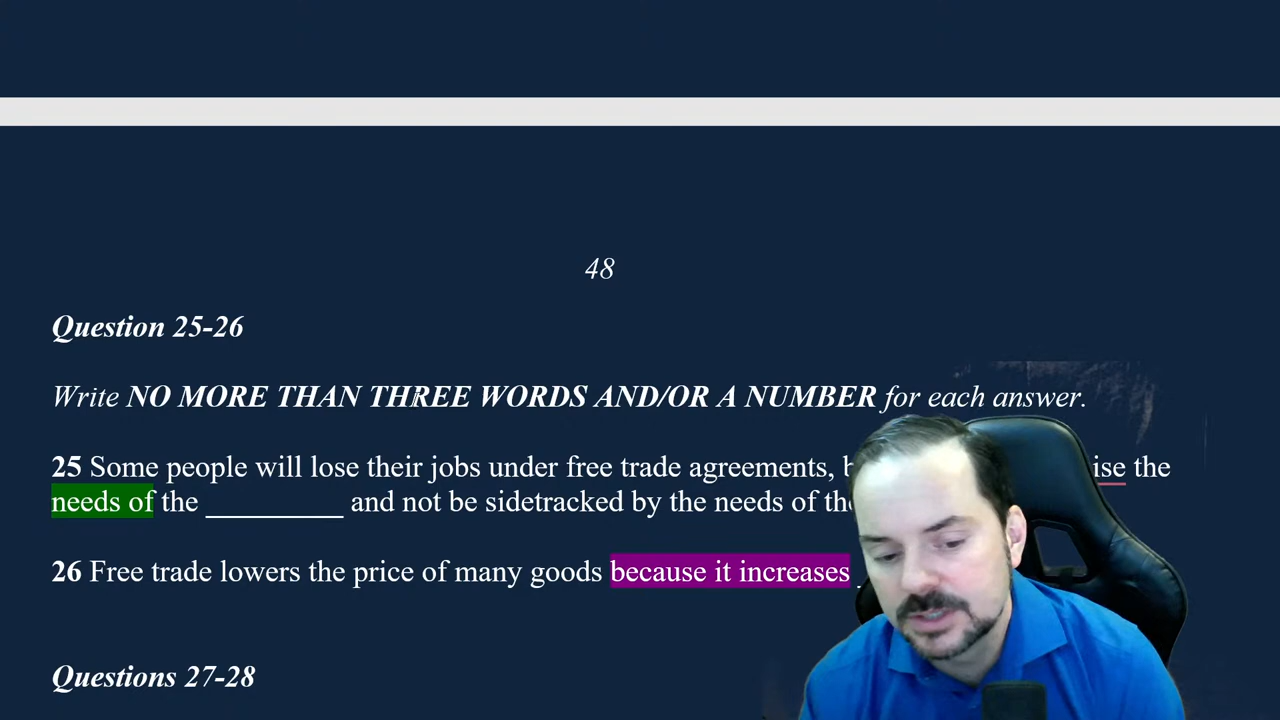 48
Question 25-26
Write NO MORE THAN THREE WORDS AND/OR A NUMBER for each answer.
25 Some people will lose their jobs under free trade agreements, the
needs of the __________ and not be sidetracked by the needs of
26 Free trade lowers the price of many goods because it increases
Questions 27-28